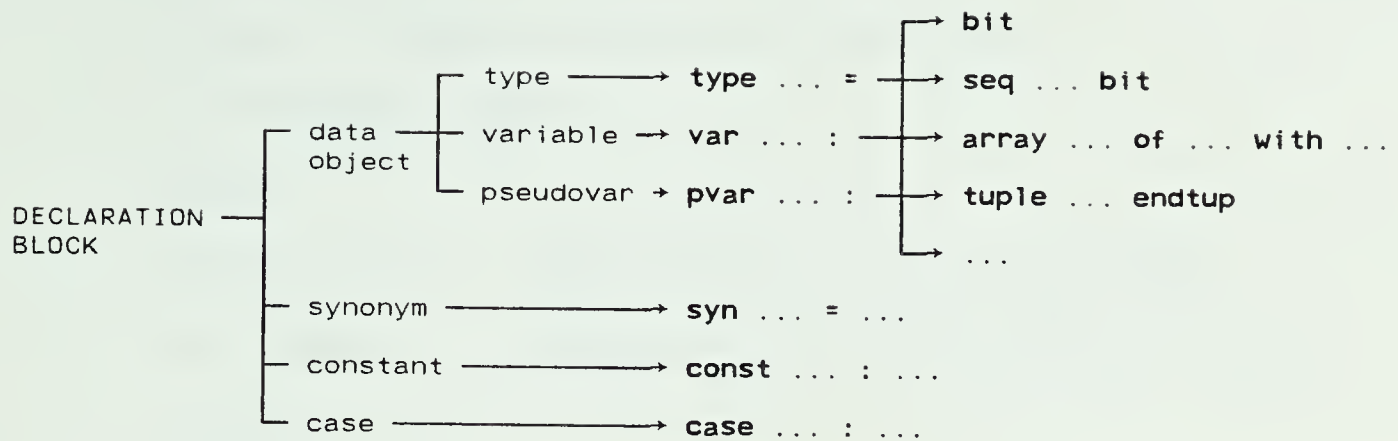 bit
type type ... = seq ... bit
data variable var ... : array ... of ... with ...
object
pseudovar pvar ... : tuple ... endtup
DECLARATION
BLOCK
...
synonym syn ... = ...
constant const ... : ...
case case ... : ...